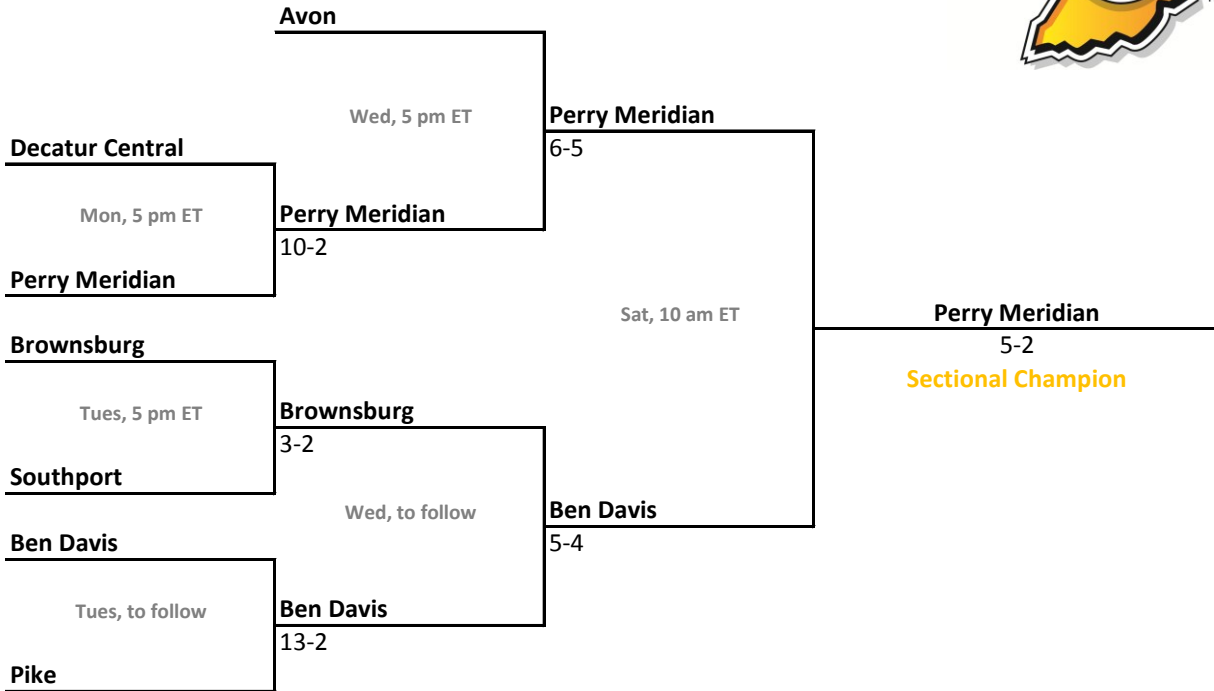 Avon
Wed, 5 pm ET
Perry Meridian
6-5
Decatur Central
Mon, 5 pm ET
Perry Meridian
10-2
Perry Meridian
Sat, 10 am ET
Perry Meridian
5-2
Sectional Champion
Brownsburg
Tues, 5 pm ET
Brownsburg
3-2
Southport
Wed, to follow
Ben Davis
5-4
Ben Davis
Tues, to follow
Ben Davis
13-2
Pike